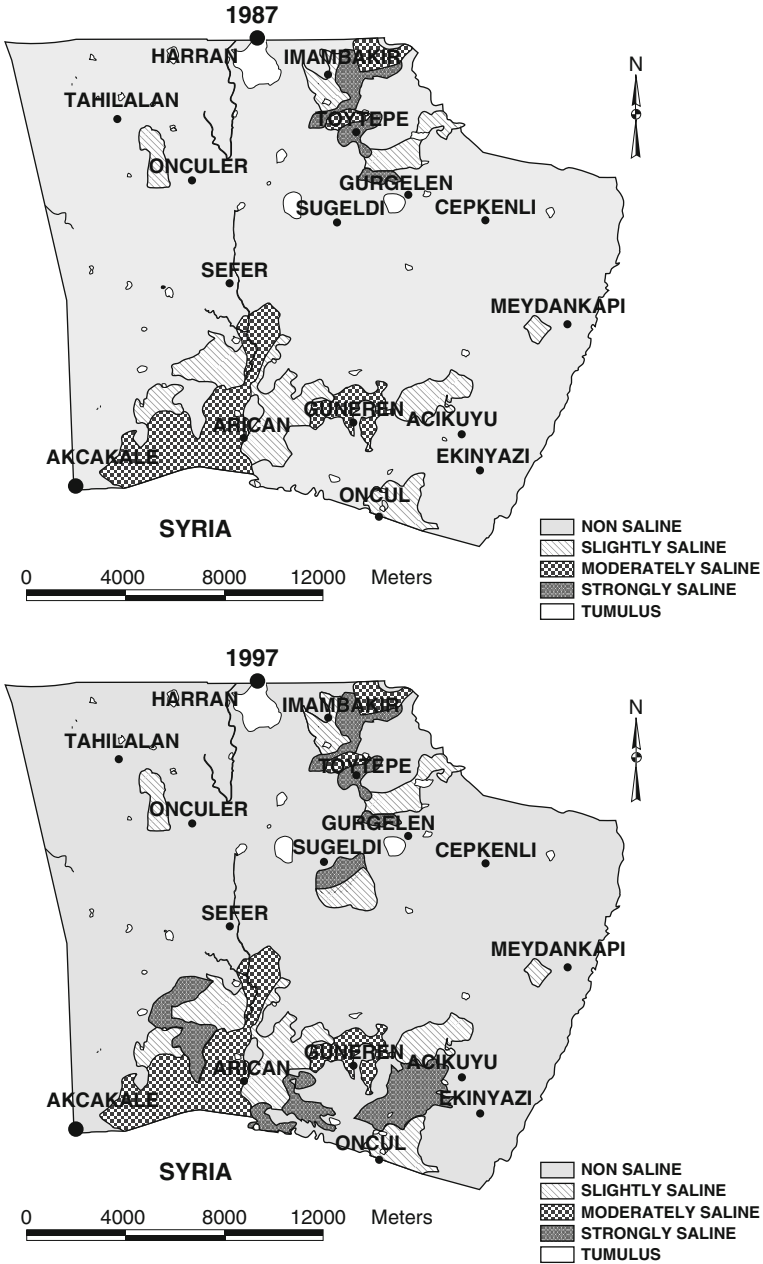 1987
HARRAN
IMAMBAKIR
N
TAHILALAN
TOYTEPE
ONCULER
GURGELEN
SUGELDI
CEPKENLI
SEFER
MEYDANKAPI
GUNEREN
ACIKUYU
ARICAN
AKCAKALE
EKINYAZI
ONCUL
SYRIA
NON SALINE
SLIGHTLY SALINE
MODERATELY SALINE
STRONGLY SALINE
TUMULUS
0 4000 8000 12000 Meters
1997
HARRAN
IMAMBAKIR
N
TAHILALAN
TOYTEPE
ONCULER
GURGELEN
SUGELDI
CEPKENLI
SEFER
MEYDANKAPI
GUNEREN
ACIKUYU
ARICAN
AKCAKALE
EKINYAZI
ONCUL
SYRIA
NON SALINE
SLIGHTLY SALINE
MODERATELY SALINE
STRONGLY SALINE
TUMULUS
0 4000 8000 12000 Meters